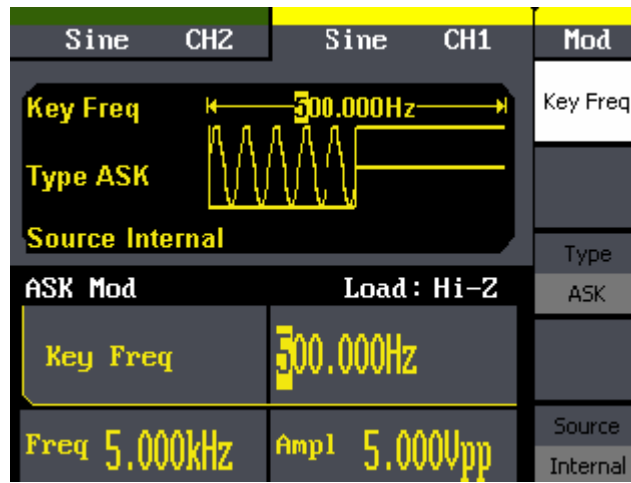 Sine CH2 Sine CH1 Mod
Key Freq 500.000Hz Key Freq
Type ASK
Source Internal
Type
ASK
ASK Mod Load: Hi-Z
Key Freq 500.000Hz
Freq 5.000kHz Ampl 5.000Vpp
Source
Internal